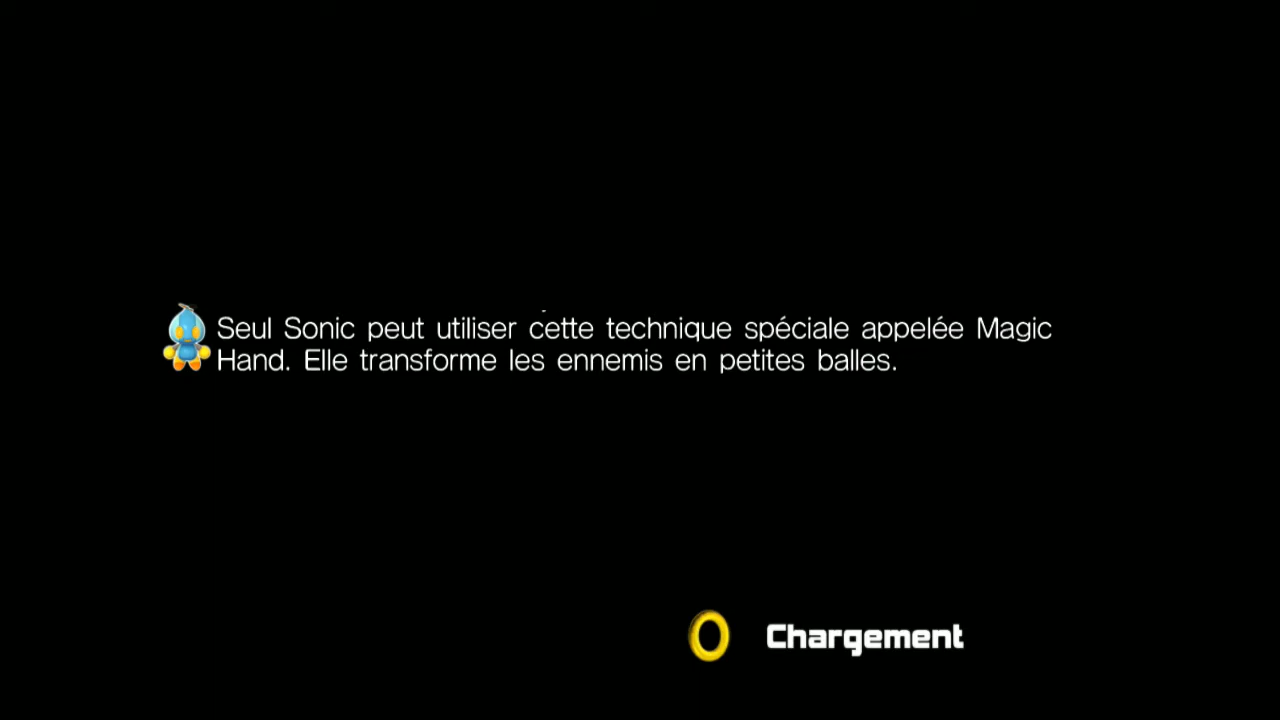 Seul Sonic peut utiliser cette technique spéciale appelée Magic
Hand. Elle transforme les ennemis en petites balles.
Chargement